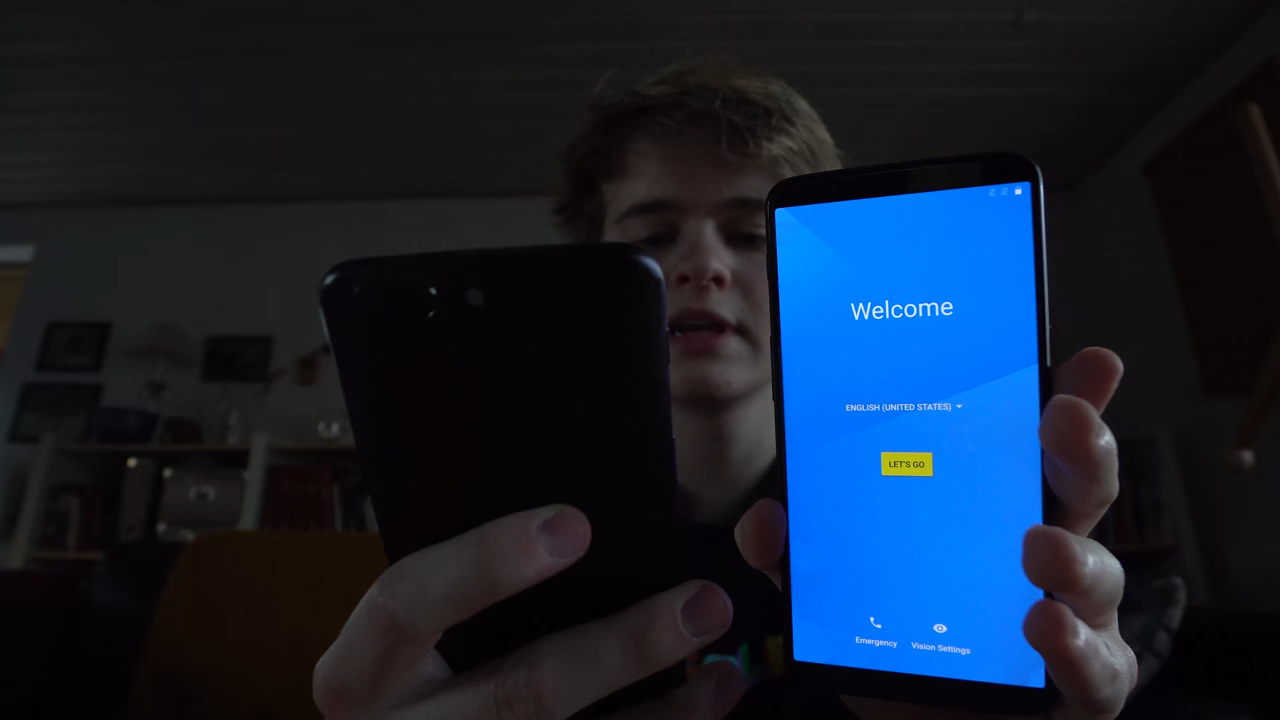 Welcome
ENGLISH (UNITED STATES)
LET'S GO
Emergency
Vision Settings